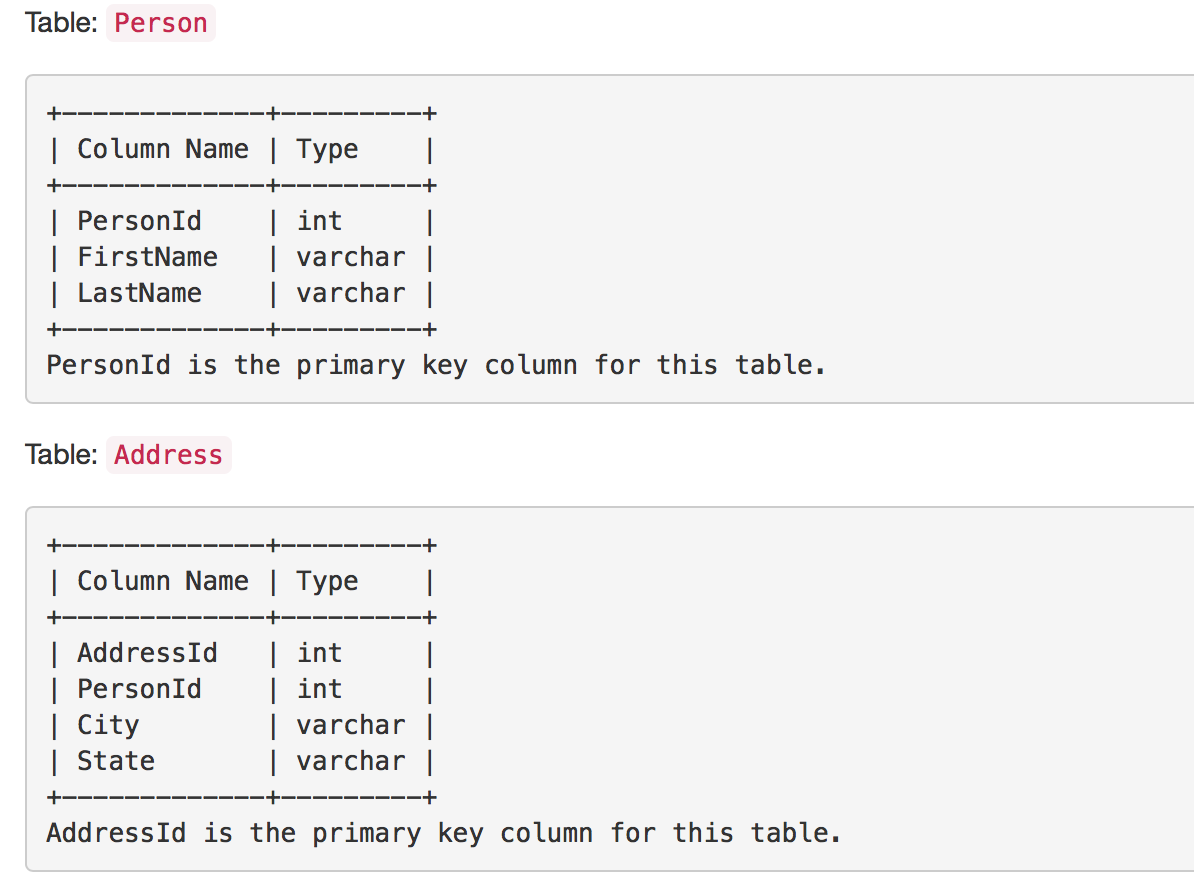 Table: Person
+-------------+---------+
| Column Name | Type    |
+-------------+---------+
| PersonId    | int     |
| FirstName   | varchar |
| LastName    | varchar |
+-------------+---------+
PersonId is the primary key column for this table.
Table: Address
+-------------+---------+
| Column Name | Type    |
+-------------+---------+
| AddressId   | int     |
| PersonId    | int     |
| City        | varchar |
| State       | varchar |
+-------------+---------+
AddressId is the primary key column for this table.